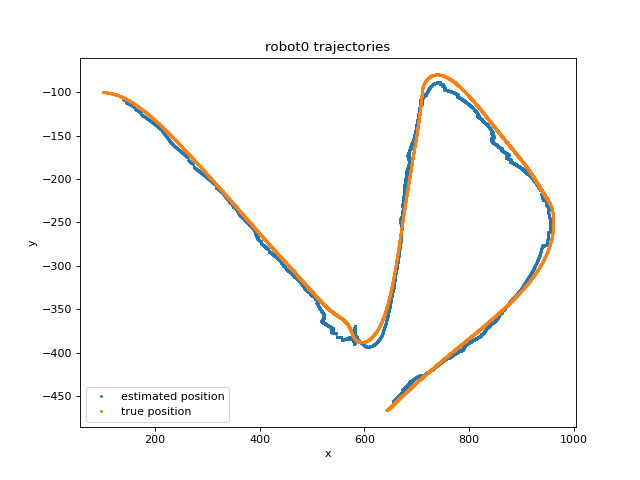 robot0 trajectories
−100
−150
−200
−250
−300
−350
−400
−450
y
200
400
600
800
1000
x
estimated position
true position